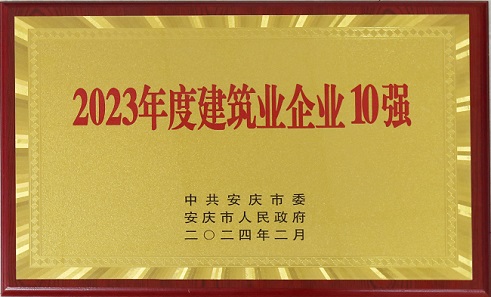 2023年度建筑业企业10强
中共安庆市委
安庆市人民政府
二〇二四年二月